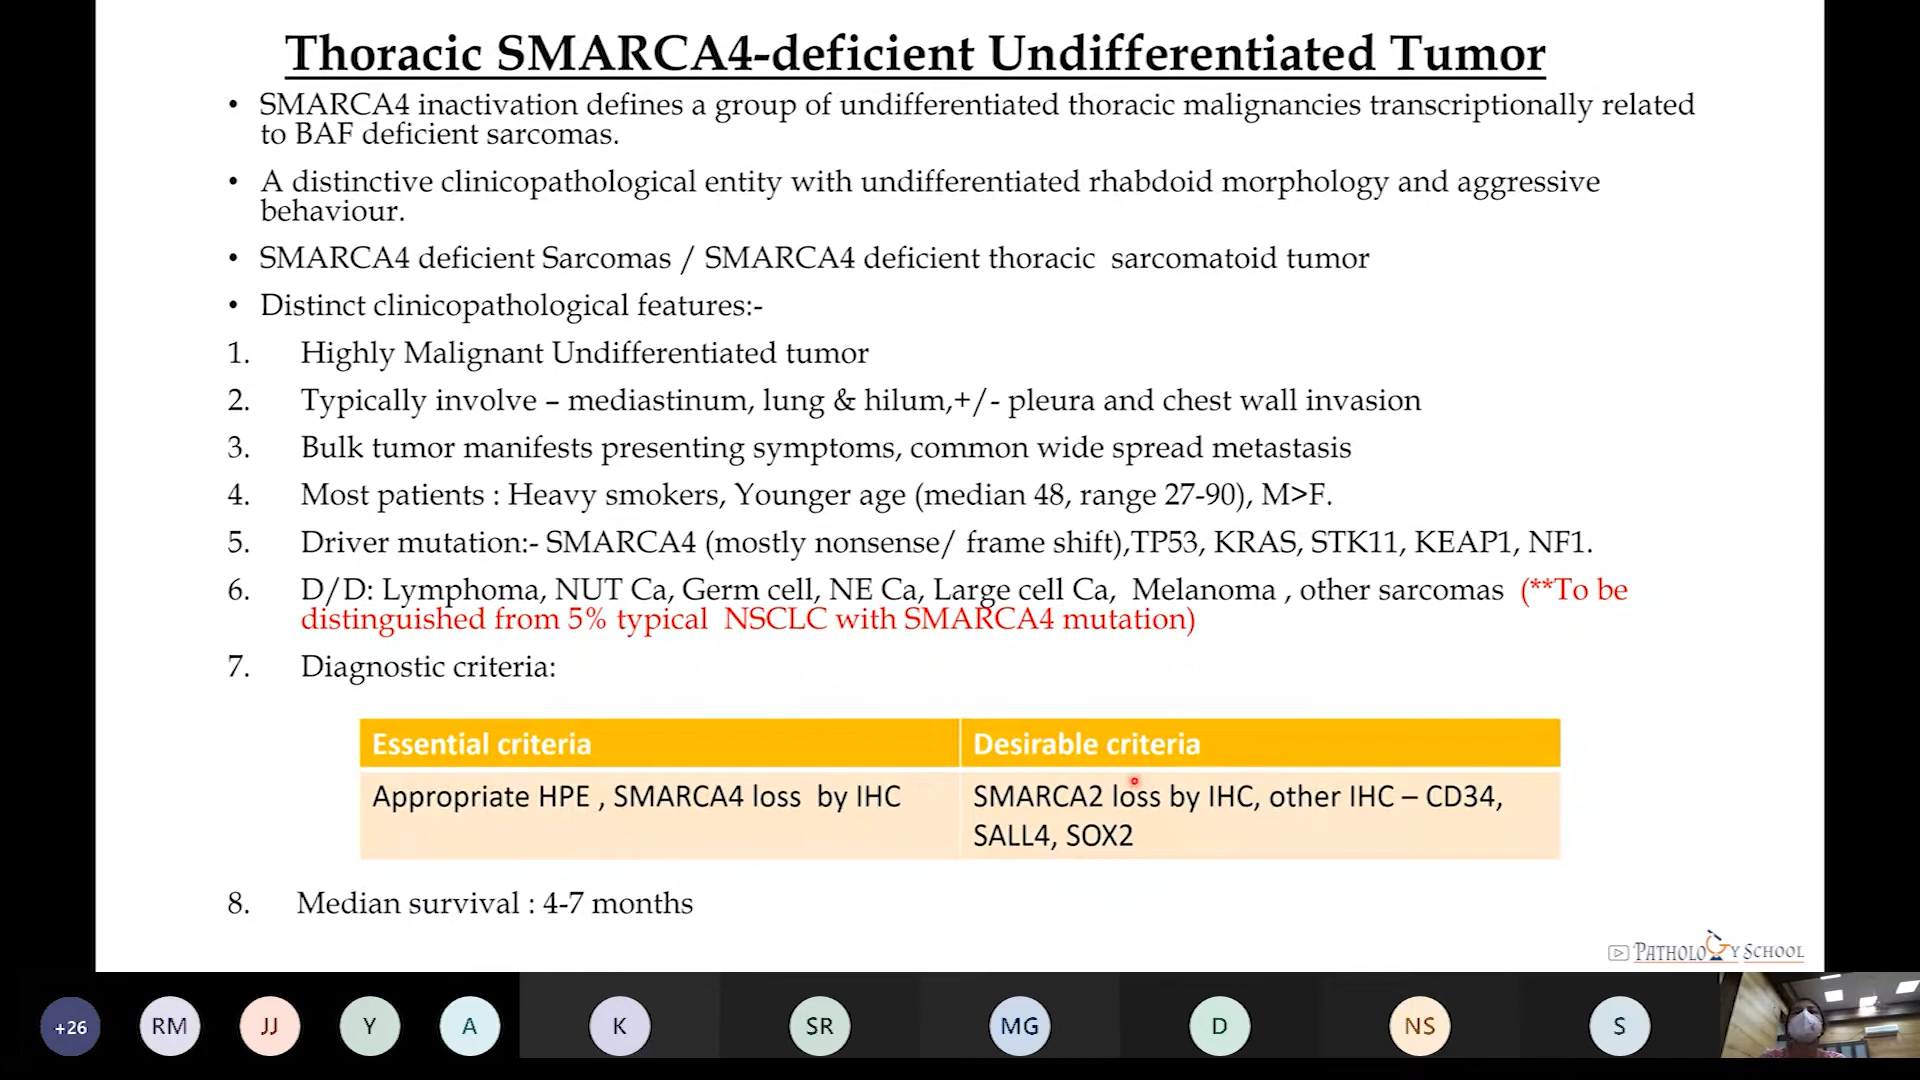 Thoracic SMARCA4-deficient Undifferentiated Tumor
• SMARCA4 inactivation defines a group of undifferentiated thoracic malignancies transcriptionally related
to BAF deficient sarcomas.
• A distinctive clinicopathological entity with undifferentiated rhabdoid morphology and aggressive
behaviour.
• SMARCA4 deficient Sarcomas / SMARCA4 deficient thoracic sarcomatoid tumor
• Distinct clinicopathological features:-
1. Highly Malignant Undifferentiated tumor
2. Typically involve – mediastinum, lung & hilum,+/- pleura and chest wall invasion
3. Bulk tumor manifests presenting symptoms, common wide spread metastasis
4. Most patients : Heavy smokers, Younger age (median 48, range 27-90), M>F.
5. Driver mutation:- SMARCA4 (mostly nonsense/ frame shift),TP53, KRAS, STK11, KEAP1, NF1.
6. D/D: Lymphoma, NUT Ca, Germ cell, NE Ca, Large cell Ca, Melanoma , other sarcomas (**To be
distinguished from 5% typical NSCLC with SMARCA4 mutation)
7. Diagnostic criteria:
Essential criteria
Desirable criteria
Appropriate HPE , SMARCA4 loss by IHC
SMARCA2 loss by IHC, other IHC – CD34,
SALL4, SOX2
8. Median survival : 4-7 months
PATHOLOGY SCHOOL
+26 RM JJ Y A K SR MG D NS S